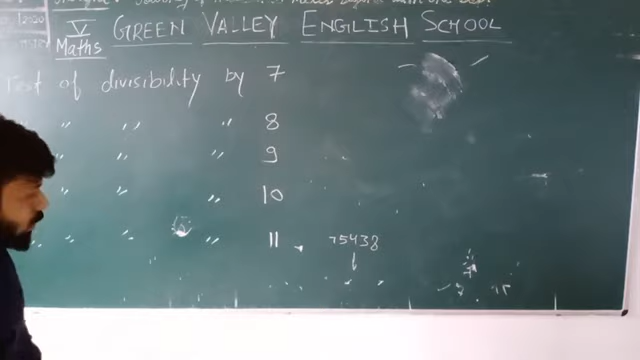 V GREEN VALLEY ENGLISH SCHOOL
Maths
Test of divisibility by 7
" " " 8
" " " 9
" " " 10
" " " 11 75438